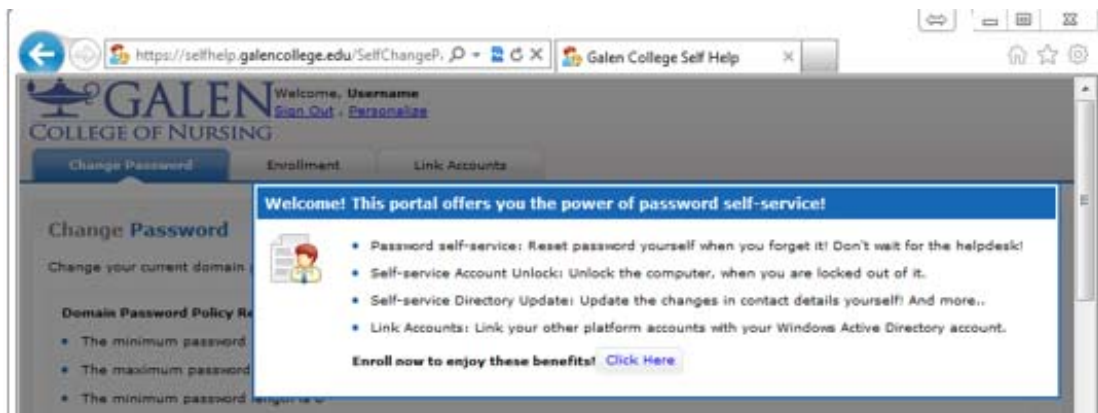 https://selfhelp.galencollege.edu/SelfChangeP
Galen College Self Help
GALEN
COLLEGE OF NURSING
Welcome, Username
Sign Out . Personalize
Change Password
Enrollment
Link Accounts
Welcome! This portal offers you the power of password self-service!
Change Password
Change your current domain
Domain Password Policy
The minimum password
The maximum password
The minimum password length is
Password self-service: Reset password yourself when you forget it! Don't wait for the helpdesk!
Self-service Account Unlock: Unlock the computer, when you are locked out of it.
Self-service Directory Update: Update the changes in contact details yourself! And more..
Link Accounts: Link your other platform accounts with your Windows Active Directory account.
Enroll now to enjoy these benefits! Click Here